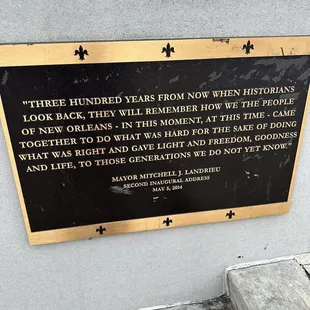 "THREE HUNDRED YEARS FROM NOW WHEN HISTORIANS
LOOK BACK, THEY WILL REMEMBER HOW WE THE PEOPLE
OF NEW ORLEANS - IN THIS MOMENT, AT THIS TIME - CAME
TOGETHER TO DO WHAT WAS HARD FOR THE SAKE OF DOING
WHAT WAS RIGHT AND GAVE LIGHT AND FREEDOM, GOODNESS
AND LIFE, TO THOSE GENERATIONS WE DO NOT YET KNOW."
MAYOR MITCHELL J. LANDRIEU
SECOND INAUGURAL ADDRESS
MAY 5, 2014